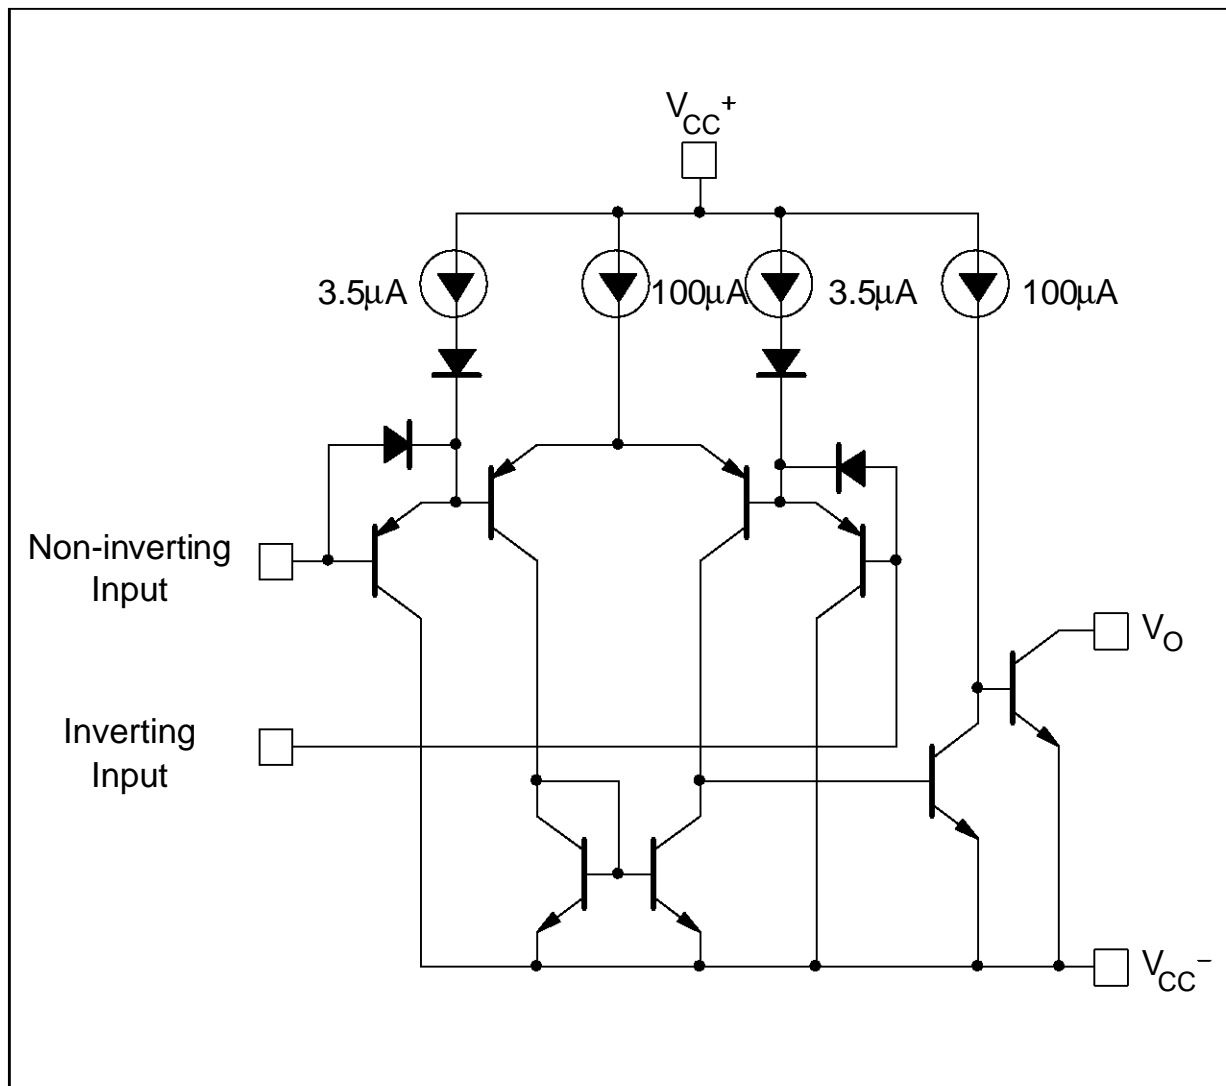 VCC+
3.5μA
100μA
3.5μA
100μA
Non-inverting
Input
VO
Inverting
Input
VCC−